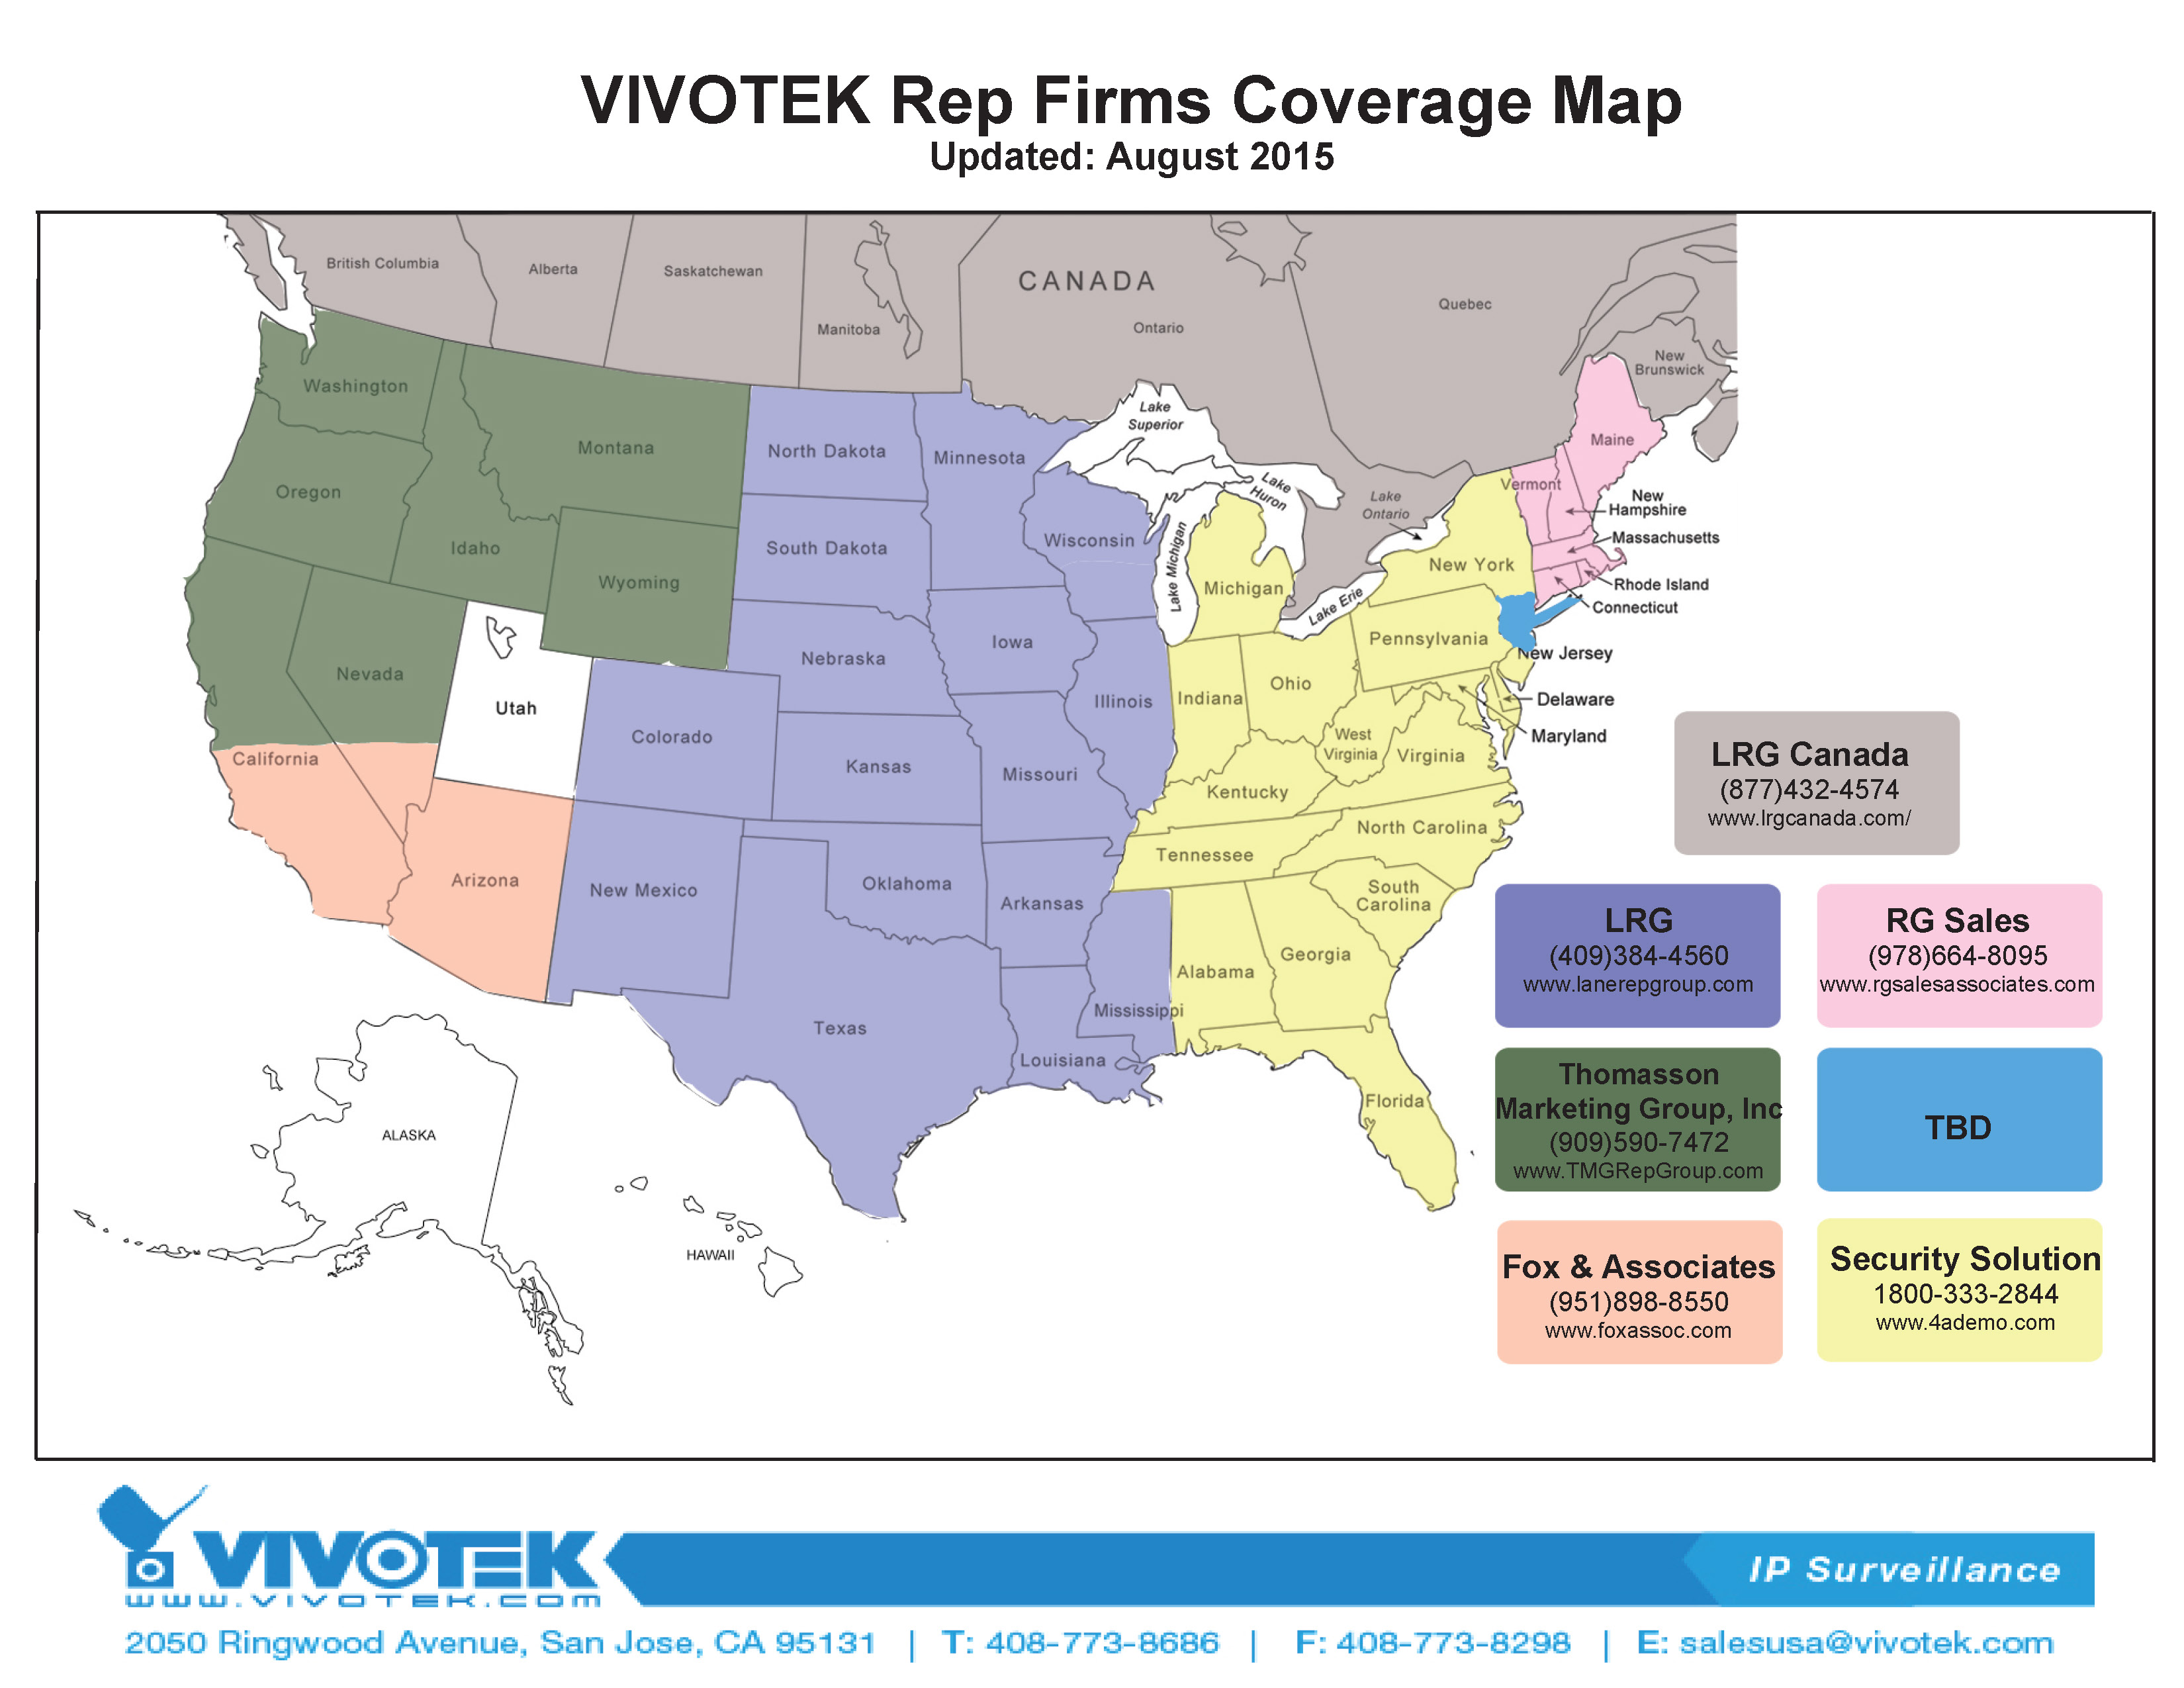 VIVOTEK Rep Firms Coverage Map
Updated: August 2015
British Columbia
Alberta
Saskatchewan
Manitoba
CANADA
Ontario
Quebec
New
Brunswick
Washington
Oregon
Idaho
Montana
Wyoming
Nevada
California
Utah
Arizona
North Dakota
South Dakota
Nebraska
Colorado
Kansas
New Mexico
Oklahoma
Texas
Minnesota
Iowa
Missouri
Arkansas
Louisiana
Mississippi
Wisconsin
Illinois
Lake
Superior
Lake Michigan
Lake
Huron
Lake
Ontario
Lake Erie
Michigan
Indiana
Ohio
Kentucky
Tennessee
West
Virginia
Virginia
North Carolina
South
Carolina
Georgia
Alabama
Florida
Pennsylvania
New York
Vermont
Maine
New
Hampshire
Massachusetts
Rhode Island
Connecticut
New Jersey
Delaware
Maryland
ALASKA
HAWAII
LRG Canada
(877)432-4574
www.lrgcanada.com/
LRG
(409)384-4560
www.lanerepgroup.com
RG Sales
(978)664-8095
www.rgsalesassociates.com
Thomasson
Marketing Group, Inc
(909)590-7472
www.TMGRepGroup.com
TBD
Fox & Associates
(951)898-8550
www.foxassoc.com
Security Solution
1800-333-2844
www.4ademo.com
VIVOTEK
www.vivotek.com
IP Surveillance
2050 Ringwood Avenue, San Jose, CA 95131 | T: 408-773-8686 | F: 408-773-8298 | E: salesusa@vivotek.com